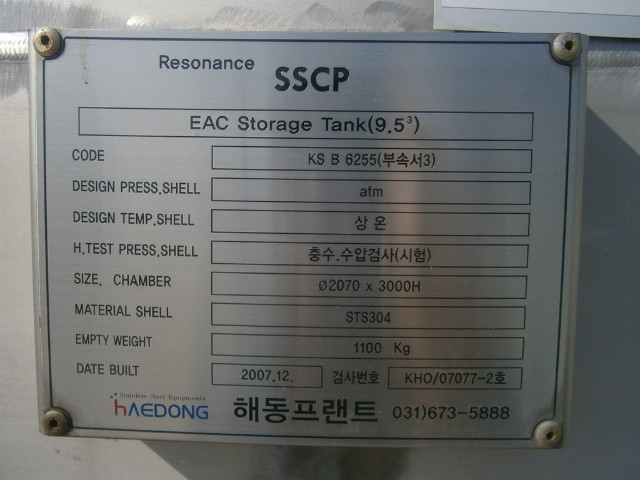 Resonance SSCP
EAC Storage Tank(9.5³)
CODE KS B 6255(부속서3)
DESIGN PRESS,SHELL atm
DESIGN TEMP,SHELL 상 온
H.TEST PRESS,SHELL 충수.수압검사(시험)
SIZE. CHAMBER Ø2070 x 3000H
MATERIAL SHELL STS304
EMPTY WEIGHT 1100 Kg
DATE BUILT 2007.12. 검사번호 KHO/07077-2호
Stainless Steel Equipments
hAEDONG 해동프랜트 031)673-5888